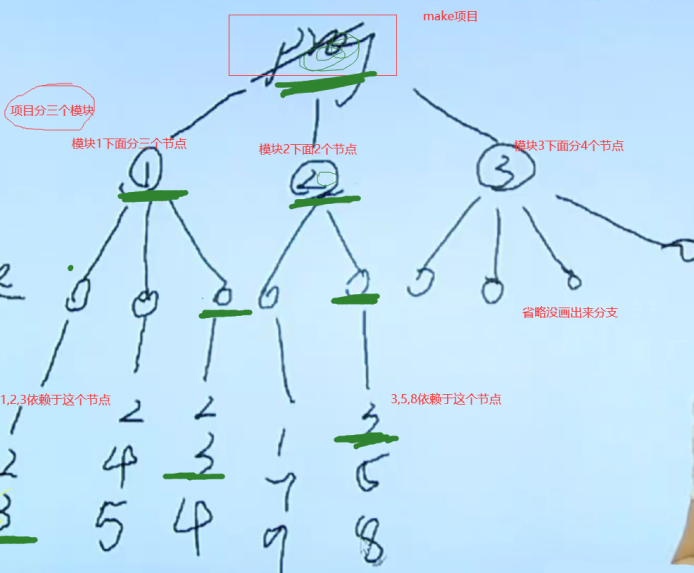 make项目
项目分三个模块
模块1下面分三个节点
模块2下面2个节点
模块3下面分4个节点
1
2
3
省略没画出来分支
1,2,3依赖于这个节点
3,5,8依赖于这个节点
2 2 1 3
2 4 3 7
3 5 4 9 8